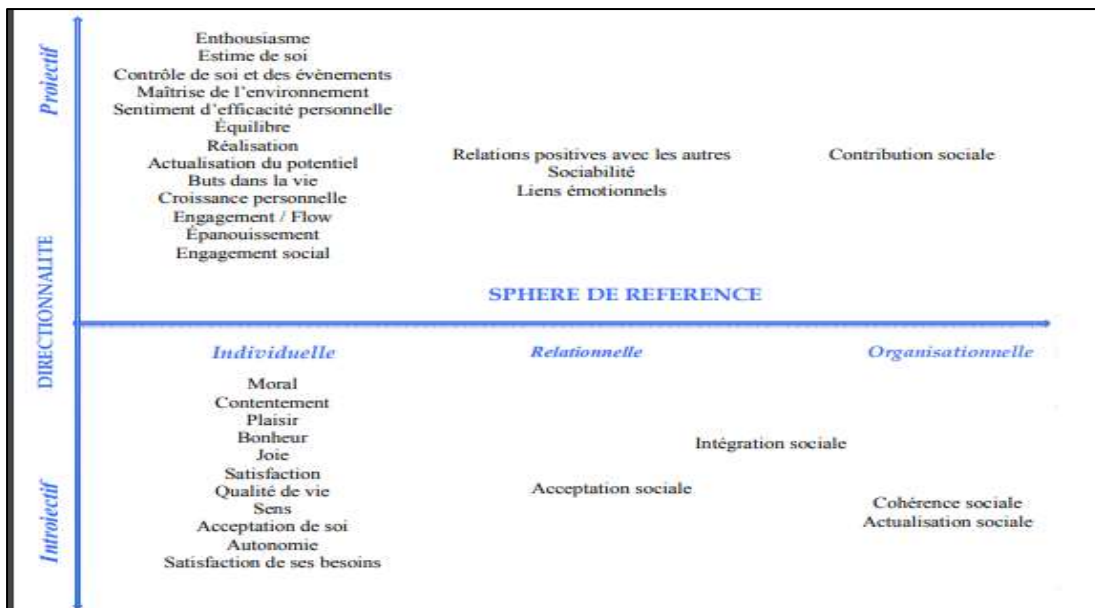 Projectif
Enthousiasme
Estime de soi
Contrôle de soi et des évènements
Maîtrise de l'environnement
Sentiment d'efficacité personnelle
Équilibre
Réalisation
Actualisation du potentiel
Buts dans la vie
Croissance personnelle
Engagement / Flow
Épanouissement
Engagement social
Relations positives avec les autres
Sociabilité
Liens émotionnels
Contribution sociale
DIRECTIONNALITE
SPHERE DE REFERENCE
Individuelle
Relationnelle
Organisationnelle
Introjectif
Moral
Contentement
Plaisir
Bonheur
Joie
Satisfaction
Qualité de vie
Sens
Acceptation de soi
Autonomie
Satisfaction de ses besoins
Acceptation sociale
Intégration sociale
Cohérence sociale
Actualisation sociale